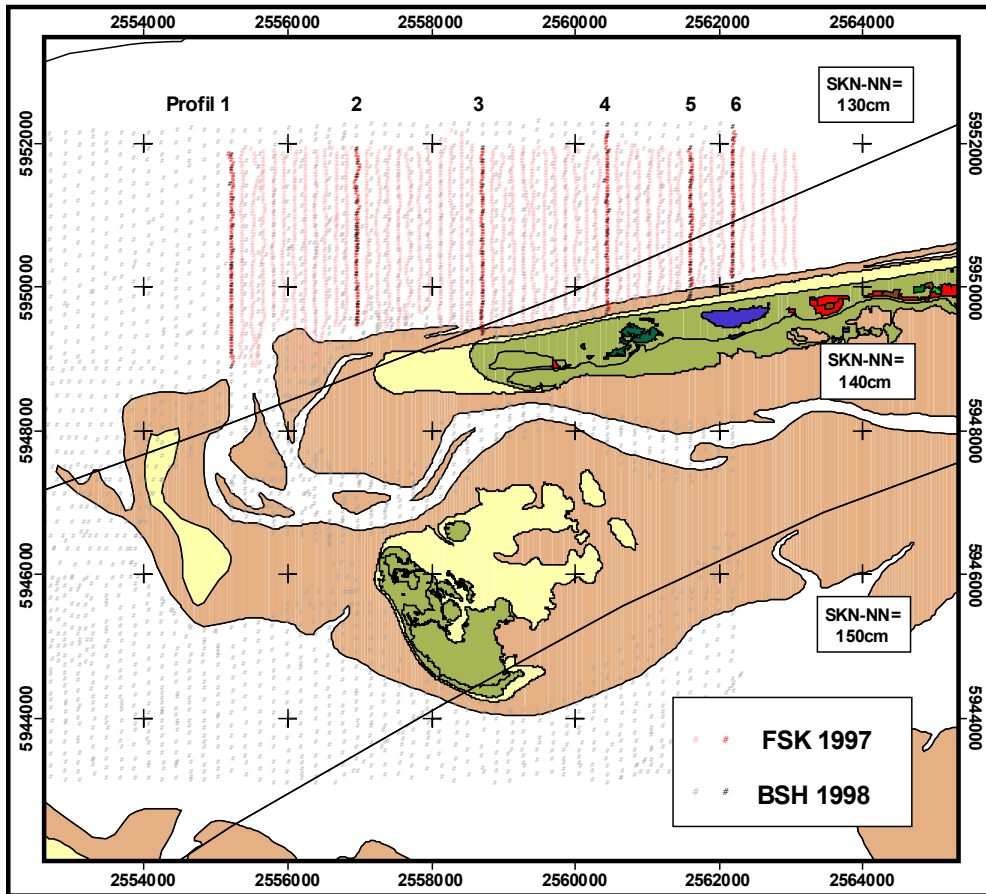 2554000 2556000 2558000 2560000 2562000 2564000
SKN-NN=
130cm
Profil 1 2 3 4 5 6
5952000 5952000
5950000 5950000
SKN-NN=
140cm
5948000 5948000
5946000 5946000
SKN-NN=
150cm
5944000 5944000
# # FSK 1997
# # BSH 1998
2554000 2556000 2558000 2560000 2562000 2564000